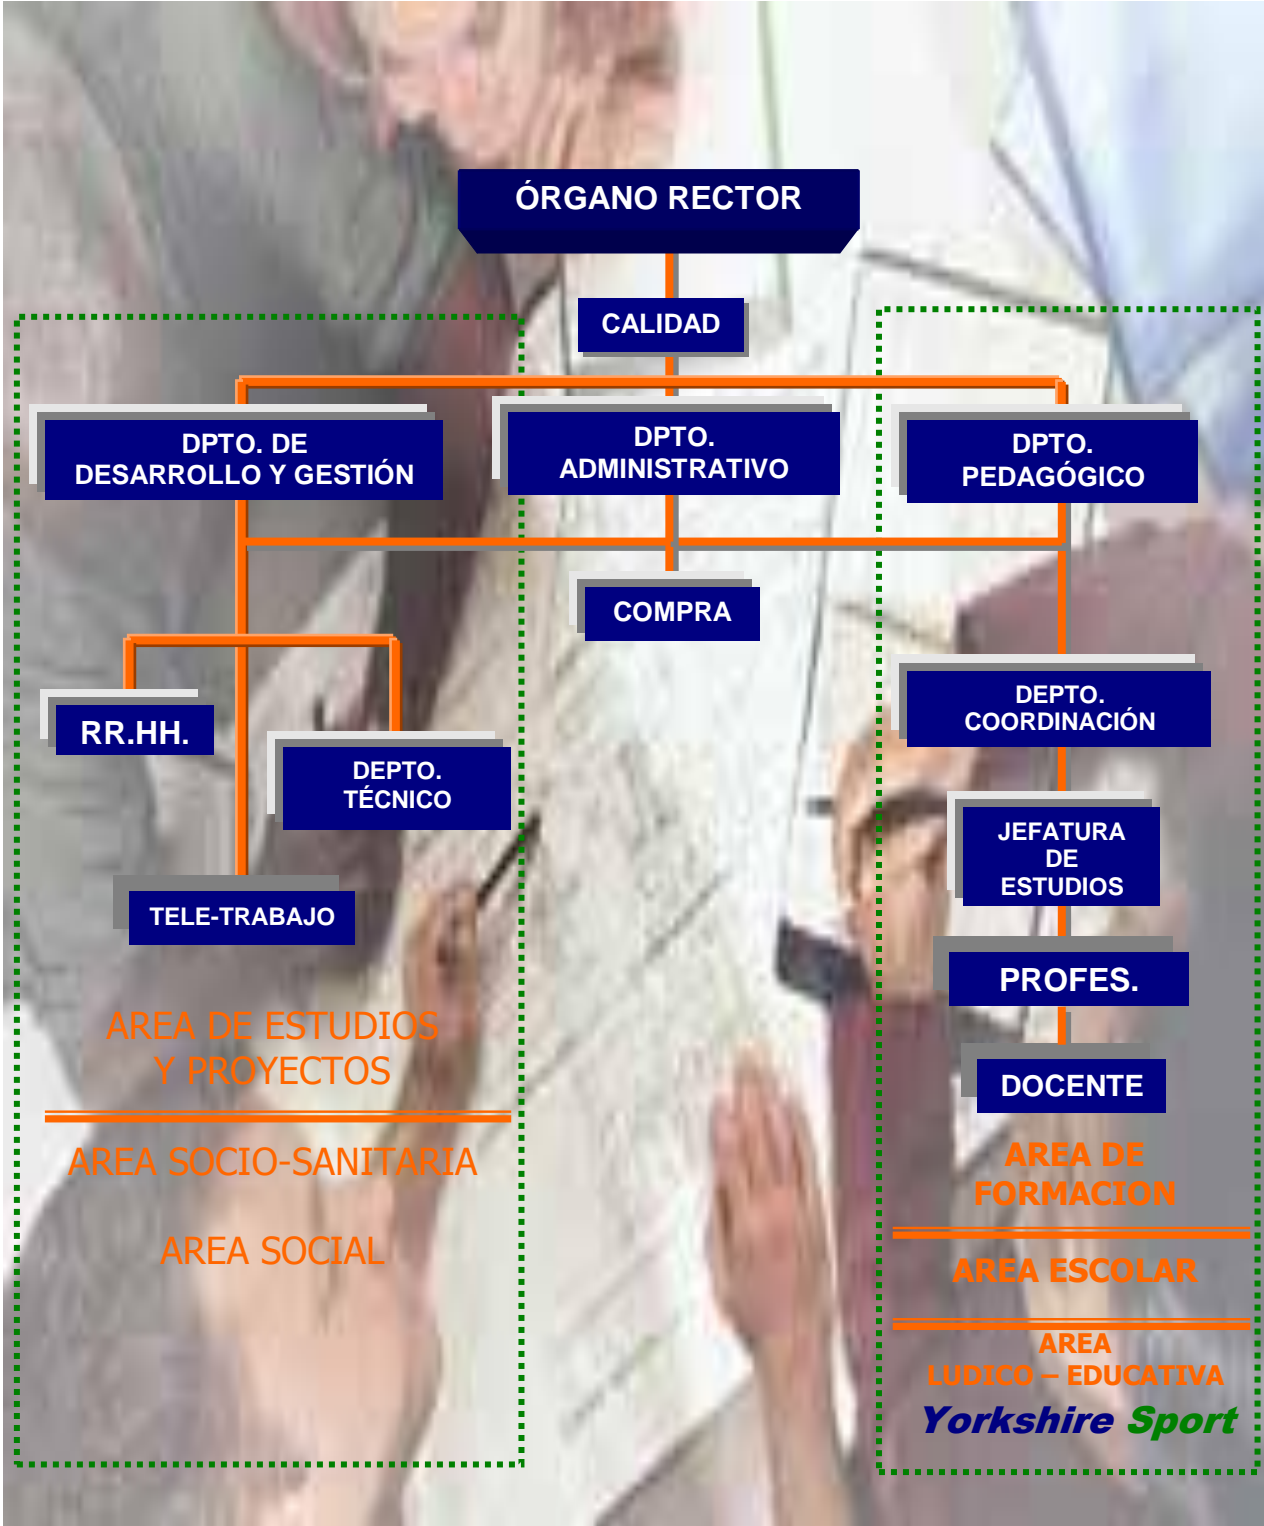 ÓRGANO RECTOR
CALIDAD
DPTO. DE
DESARROLLO Y GESTIÓN
DPTO.
ADMINISTRATIVO
DPTO.
PEDAGÓGICO
COMPRA
RR.HH.
DEPTO.
TÉCNICO
TELE-TRABAJO
DEPTO.
COORDINACIÓN
JEFATURA
DE
ESTUDIOS
PROFES.
DOCENTE
AREA DE ESTUDIOS
Y PROYECTOS
AREA SOCIO-SANITARIA
AREA SOCIAL
AREA DE
FORMACION
AREA ESCOLAR
AREA
LUDICO – EDUCATIVA
Yorkshire Sport